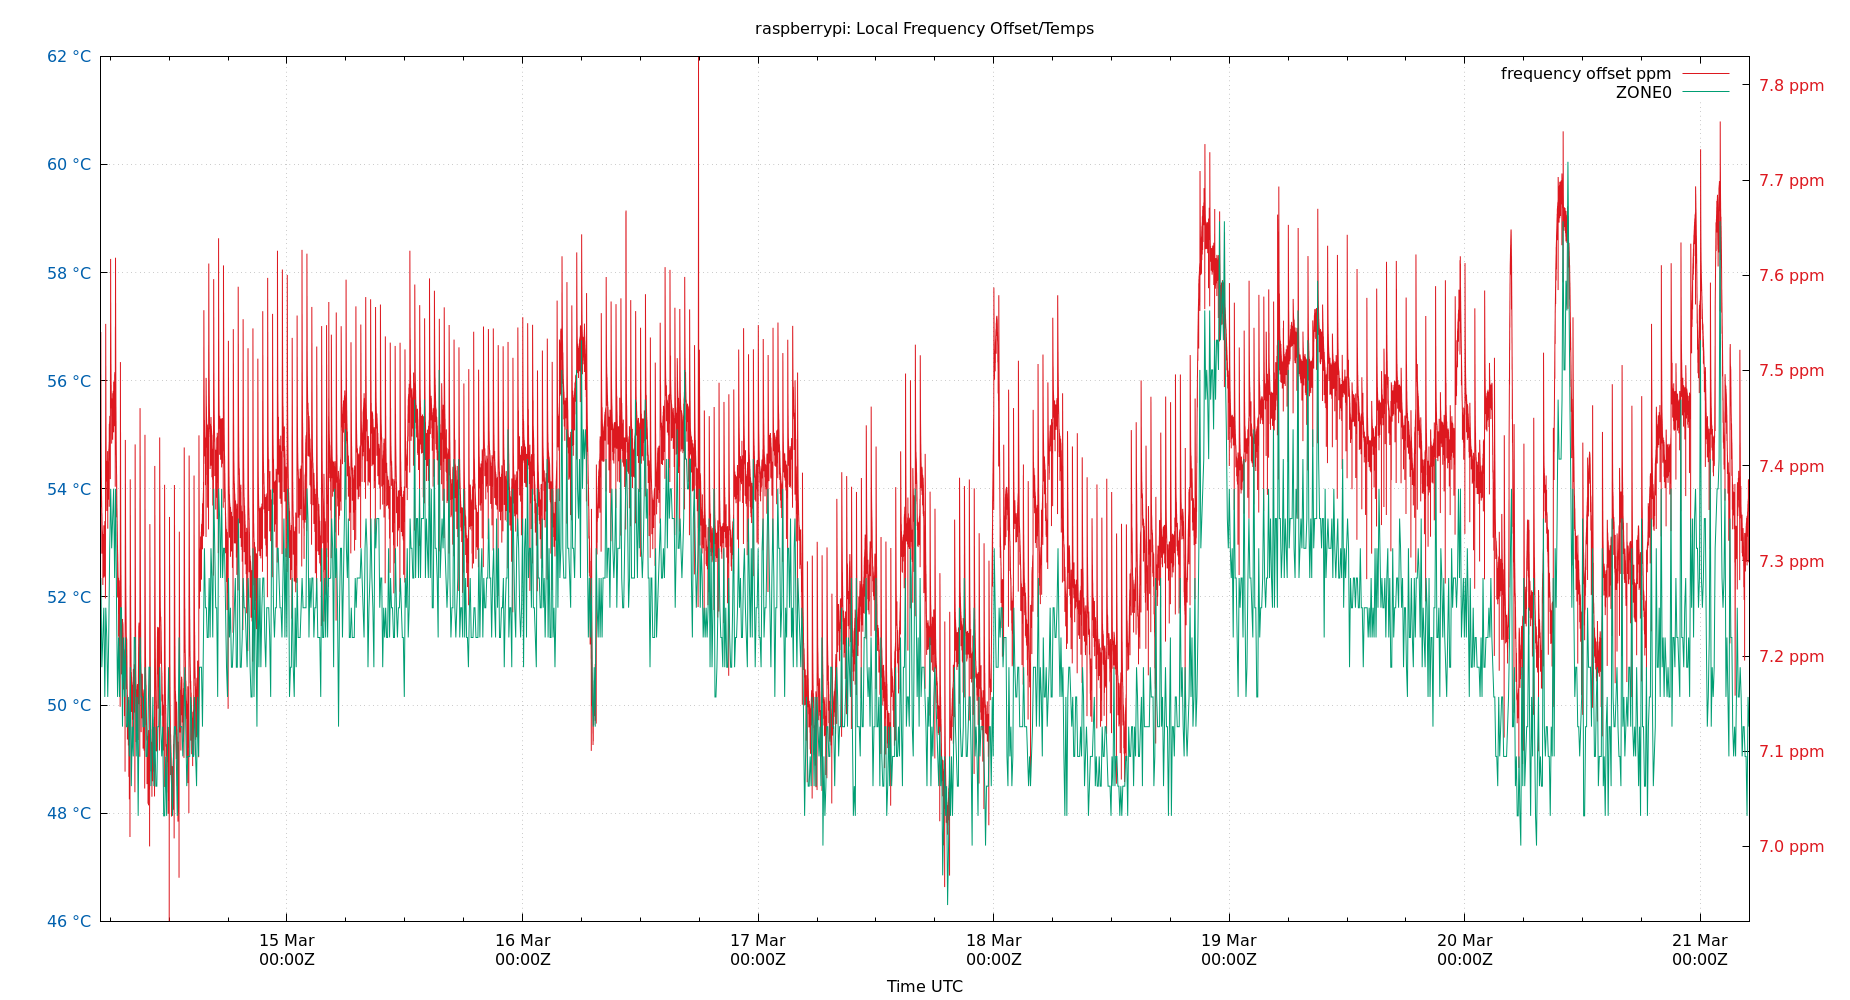 raspberrypi: Local Frequency Offset/Temps
62 °C
60 °C
58 °C
56 °C
54 °C
52 °C
50 °C
48 °C
46 °C
frequency offset ppm
ZONE0
7.8 ppm
7.7 ppm
7.6 ppm
7.5 ppm
7.4 ppm
7.3 ppm
7.2 ppm
7.1 ppm
7.0 ppm
15 Mar 16 Mar 17 Mar 18 Mar 19 Mar 20 Mar 21 Mar
00:00Z 00:00Z 00:00Z 00:00Z 00:00Z 00:00Z 00:00Z
Time UTC